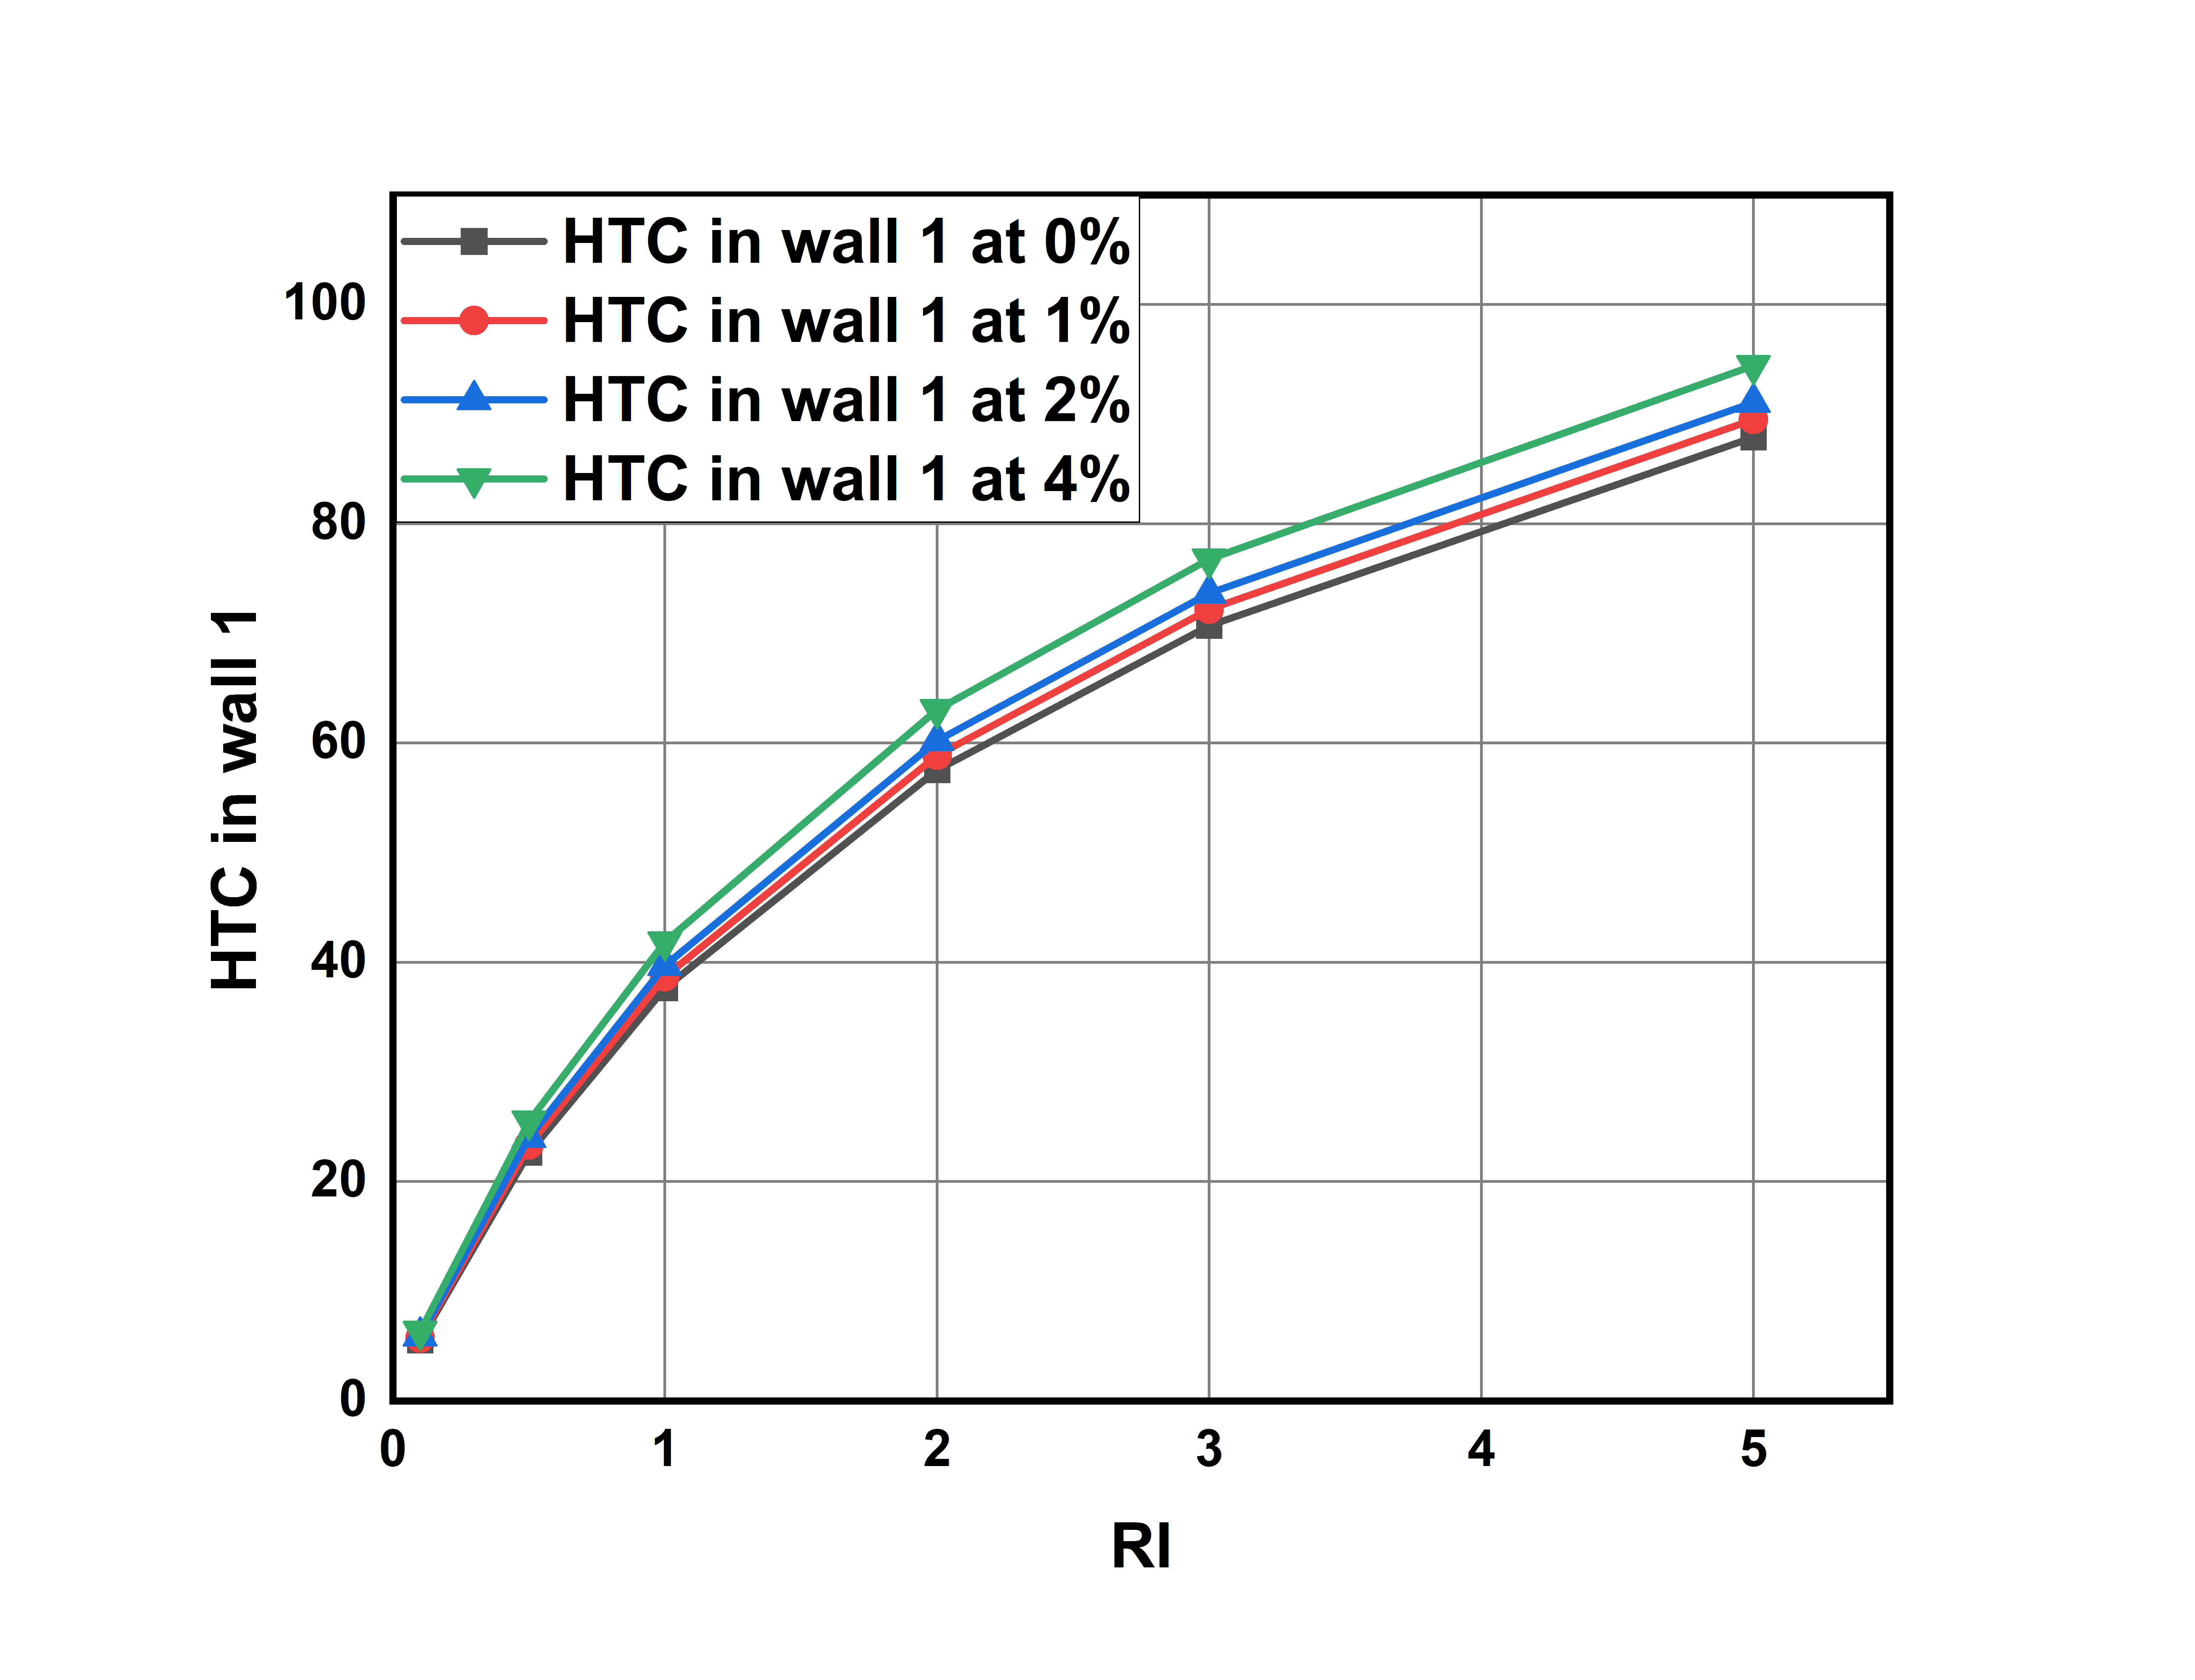 HTC in wall 1 at 0%
HTC in wall 1 at 1%
HTC in wall 1 at 2%
HTC in wall 1 at 4%
100
80
60
40
20
0
HTC in wall 1
0 1 2 3 4 5
RI